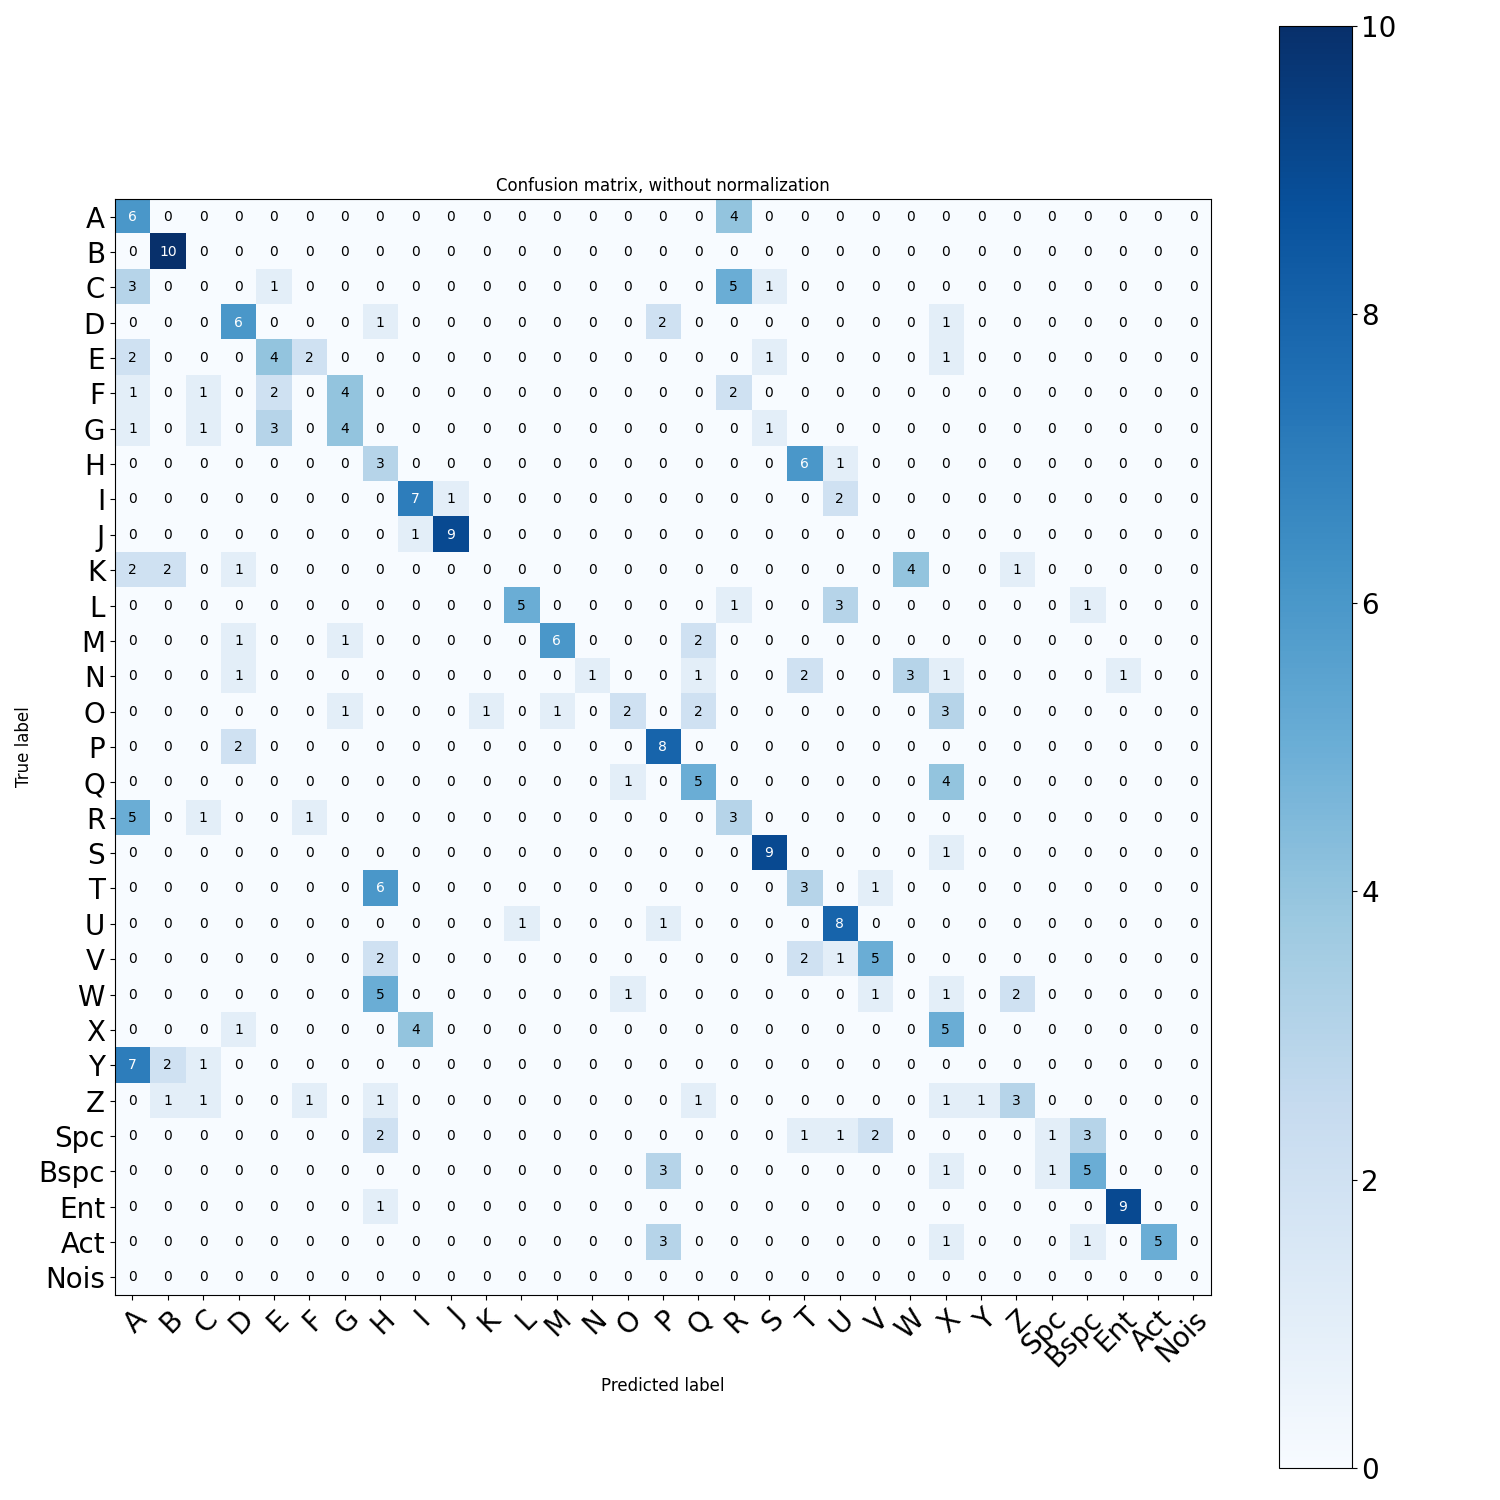 Confusion matrix, without normalization
A 6 0 0 0 0 0 0 0 0 0 0 0 0 0 0 0 0 4 0 0 0 0 0 0 0 0 0 0 0 0 0
B 0 10 0 0 0 0 0 0 0 0 0 0 0 0 0 0 0 0 0 0 0 0 0 0 0 0 0 0 0 0 0
C 3 0 0 0 1 0 0 0 0 0 0 0 0 0 0 0 0 5 1 0 0 0 0 0 0 0 0 0 0 0 0
D 0 0 0 6 0 0 0 1 0 0 0 0 0 0 0 2 0 0 0 0 0 0 0 1 0 0 0 0 0 0 0
E 2 0 0 0 4 2 0 0 0 0 0 0 0 0 0 0 0 0 1 0 0 0 0 1 0 0 0 0 0 0 0
F 1 0 1 0 2 0 4 0 0 0 0 0 0 0 0 0 0 2 0 0 0 0 0 0 0 0 0 0 0 0 0
G 1 0 1 0 3 0 4 0 0 0 0 0 0 0 0 0 0 0 1 0 0 0 0 0 0 0 0 0 0 0 0
H 0 0 0 0 0 0 0 3 0 0 0 0 0 0 0 0 0 0 0 6 1 0 0 0 0 0 0 0 0 0 0
I 0 0 0 0 0 0 0 0 7 1 0 0 0 0 0 0 0 0 0 0 2 0 0 0 0 0 0 0 0 0 0
J 0 0 0 0 0 0 0 0 1 9 0 0 0 0 0 0 0 0 0 0 0 0 0 0 0 0 0 0 0 0 0
K 2 2 0 1 0 0 0 0 0 0 0 0 0 0 0 0 0 0 0 0 0 0 4 0 0 1 0 0 0 0 0
L 0 0 0 0 0 0 0 0 0 0 0 5 0 0 0 0 0 1 0 0 3 0 0 0 0 0 0 1 0 0 0
M 0 0 0 1 0 0 1 0 0 0 0 0 6 0 0 0 2 0 0 0 0 0 0 0 0 0 0 0 0 0 0
N 0 0 0 1 0 0 0 0 0 0 0 0 0 1 0 0 1 0 0 2 0 0 3 1 0 0 0 0 1 0 0
O 0 0 0 0 0 0 1 0 0 0 1 0 1 0 2 0 2 0 0 0 0 0 0 3 0 0 0 0 0 0 0
P 0 0 0 2 0 0 0 0 0 0 0 0 0 0 0 8 0 0 0 0 0 0 0 0 0 0 0 0 0 0 0
Q 0 0 0 0 0 0 0 0 0 0 0 0 0 0 1 0 5 0 0 0 0 0 0 4 0 0 0 0 0 0 0
R 5 0 1 0 0 1 0 0 0 0 0 0 0 0 0 0 0 3 0 0 0 0 0 0 0 0 0 0 0 0 0
S 0 0 0 0 0 0 0 0 0 0 0 0 0 0 0 0 0 0 9 0 0 0 0 1 0 0 0 0 0 0 0
T 0 0 0 0 0 0 0 6 0 0 0 0 0 0 0 0 0 0 0 3 0 1 0 0 0 0 0 0 0 0 0
U 0 0 0 0 0 0 0 0 0 0 0 1 0 0 0 1 0 0 0 0 8 0 0 0 0 0 0 0 0 0 0
V 0 0 0 0 0 0 0 2 0 0 0 0 0 0 0 0 0 0 0 2 1 5 0 0 0 0 0 0 0 0 0
W 0 0 0 0 0 0 0 5 0 0 0 0 0 0 1 0 0 0 0 0 0 1 0 1 0 2 0 0 0 0 0
X 0 0 0 1 0 0 0 0 4 0 0 0 0 0 0 0 0 0 0 0 0 0 0 5 0 0 0 0 0 0 0
Y 7 2 1 0 0 0 0 0 0 0 0 0 0 0 0 0 0 0 0 0 0 0 0 0 0 0 0 0 0 0 0
Z 0 1 1 0 0 1 0 1 0 0 0 0 0 0 0 0 1 0 0 0 0 0 0 1 1 3 0 0 0 0 0
Spc 0 0 0 0 0 0 0 2 0 0 0 0 0 0 0 0 0 0 0 1 1 2 0 0 0 0 1 3 0 0 0
Bspc 0 0 0 0 0 0 0 0 0 0 0 0 0 0 0 3 0 0 0 0 0 0 0 1 0 0 1 5 0 0 0
Ent 0 0 0 0 0 0 0 1 0 0 0 0 0 0 0 0 0 0 0 0 0 0 0 0 0 0 0 0 9 0 0
Act 0 0 0 0 0 0 0 0 0 0 0 0 0 0 0 3 0 0 0 0 0 0 0 1 0 0 0 1 0 5 0
Nois 0 0 0 0 0 0 0 0 0 0 0 0 0 0 0 0 0 0 0 0 0 0 0 0 0 0 0 0 0 0 0
A B C D E F G H I J K L M N O P Q R S T U V W X Y Z Spc Bspc Ent Act Nois
Predicted label
True label
10
8
6
4
2
0